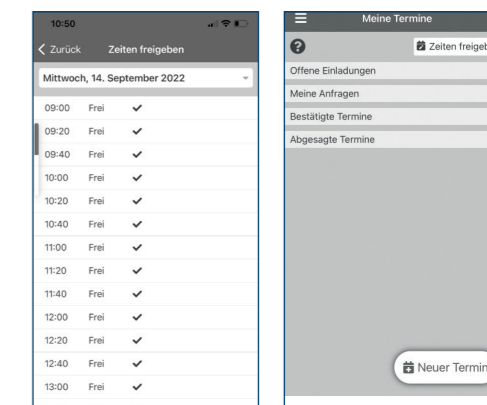 10:50
Zurück Zeiten freigeben
Mittwoch, 14. September 2022
09:00 Frei
09:20 Frei
09:40 Frei
10:00 Frei
10:20 Frei
10:40 Frei
11:00 Frei
11:20 Frei
11:40 Frei
12:00 Frei
12:20 Frei
12:40 Frei
13:00 Frei
Meine Termine
? Zeiten freigeb
Offene Einladungen
Meine Anfragen
Bestätigte Termine
Abgesagte Termine
Neuer Termin